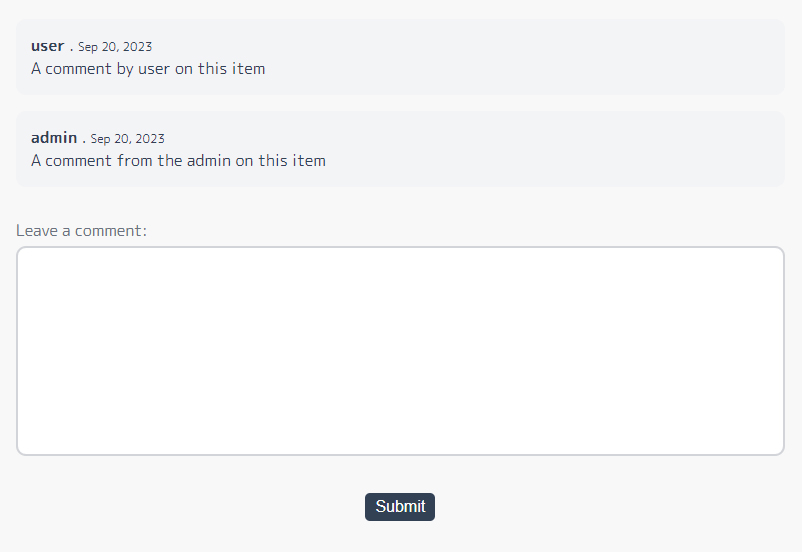 user . Sep 20, 2023
A comment by user on this item
admin . Sep 20, 2023
A comment from the admin on this item
Leave a comment:
Submit